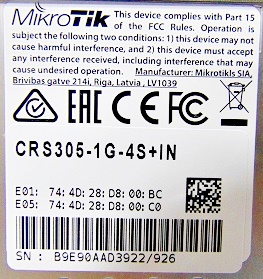 MikroTik This device complies with Part 15
of the FCC Rules. Operation is
subject the following two conditions: 1) this device may not
cause harmful interference, and 2) this device must accept
any interference received, including interference
that may cause undesired operation.
Manufacturer: Mikrotikls SIA,
Brivibas gatve 214i, Riga, Latvia , LV1039
EAC CE FC
CRS305-1G-4S+IN
E01: 74:4D:28:D8:00:BC
E05: 74:4D:28:D8:00:C0
SN : B9E90AAD3922/926